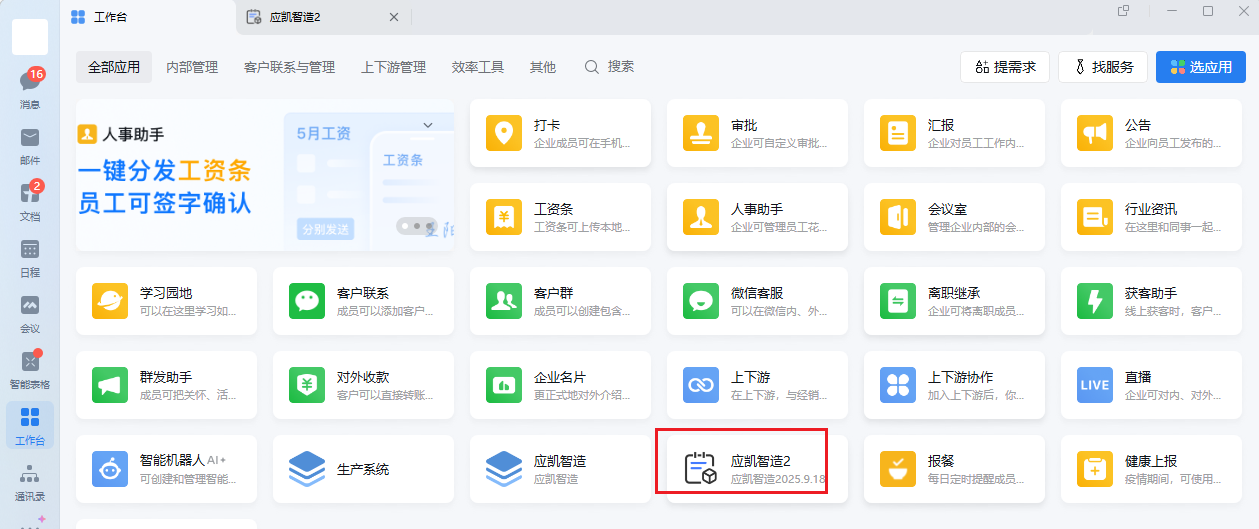 工作台
应凯智造2
16
消息
邮件
2
文档
日程
会议
智能表格
工作台
通讯录
全部应用 内部管理 客户联系与管理 上下游管理 效率工具 其他 搜索 提需求 找服务 选应用
人事助手
一键分发工资条
员工可签字确认
5月工资
工资条
分别发送
打卡
企业成员可在手机...
审批
企业可自定义审批...
汇报
企业对员工工作内...
公告
企业向员工发布的...
工资条
工资条可上传本地...
人事助手
企业可管理员工花...
会议室
管理企业内部的会...
行业资讯
在这里和同事一起...
学习园地
可以在这里学习如...
客户联系
成员可以添加客户...
客户群
成员可以创建包含...
微信客服
可以在微信内、外...
离职继承
企业可将离职成员...
获客助手
线上获客时，客户...
群发助手
成员可把关怀、活...
对外收款
客户可以直接转账...
企业名片
更正式地对外介绍...
上下游
在上下游，与经销...
上下游协作
加入上下游后，你...
LIVE
直播
企业可对内、对外...
智能机器人 AI
可创建和管理智能...
生产系统
应凯智造
应凯智造
应凯智造2
应凯智造2025.9.18
报餐
每日定时提醒成员...
健康上报
疫情期间，可使用...